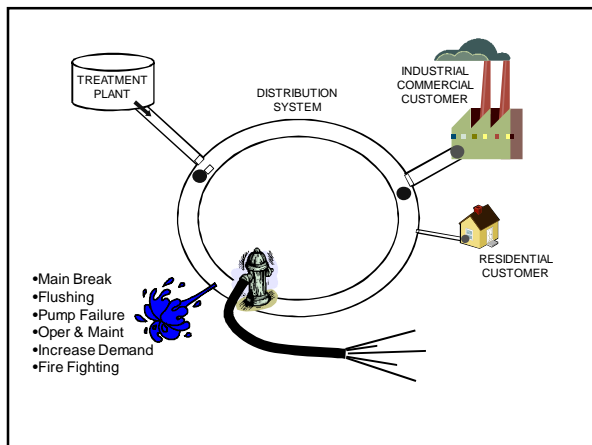 TREATMENT
PLANT
DISTRIBUTION
SYSTEM
INDUSTRIAL
COMMERCIAL
CUSTOMER
RESIDENTIAL
CUSTOMER
•Main Break
•Flushing
•Pump Failure
•Oper & Maint
•Increase Demand
•Fire Fighting